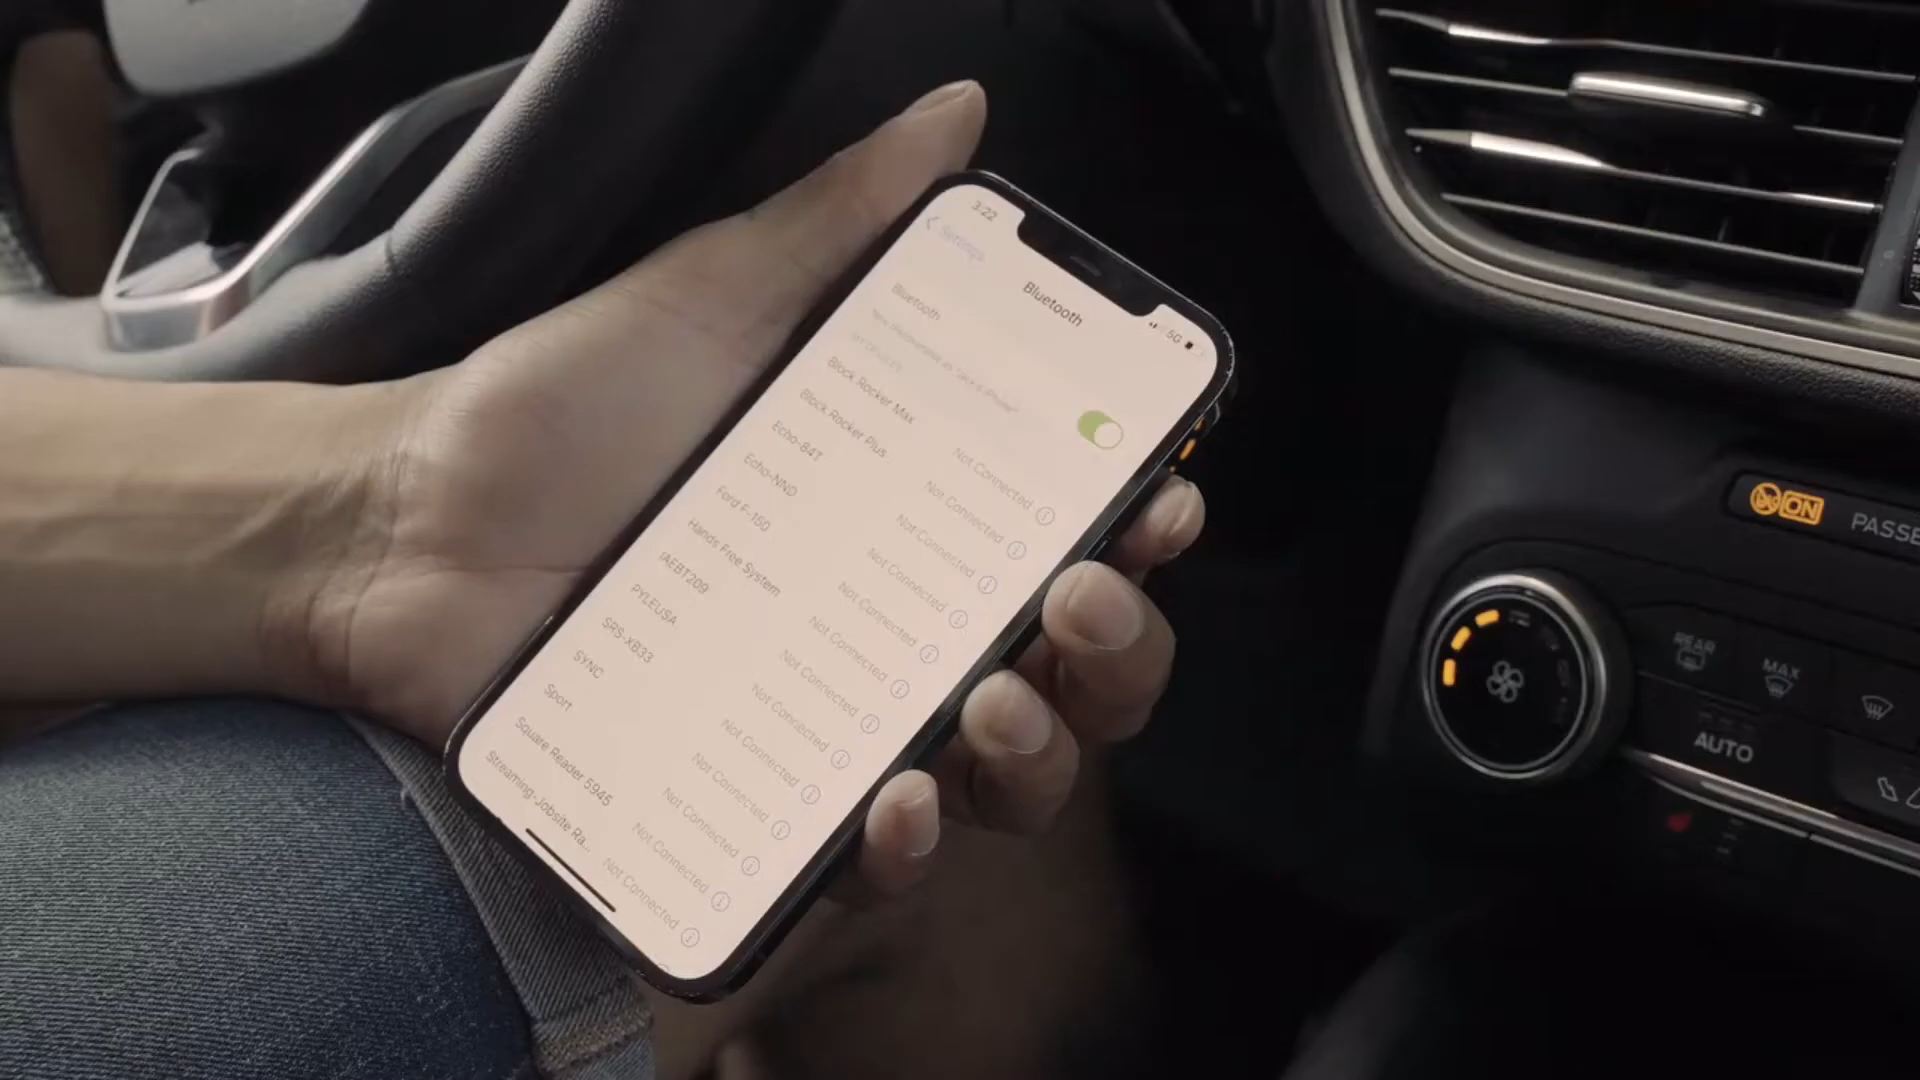 3:22
5G
Settings
Bluetooth
Bluetooth
Block Rocker Max Not Connected
Block Rocker Plus Not Connected
Echo-84T Not Connected
Echo-NND Not Connected
Ford F-150 Not Connected
Hands Free System Not Connected
iAEBT209 Not Connected
PYLEUSA Not Connected
SRS-XB33 Not Connected
SYNC Not Connected
Sport Not Connected
Square Reader 5945 Not Connected
Streaming-Jobsite Ra... Not Connected
ON PASSE
REAR
MAX
AUTO